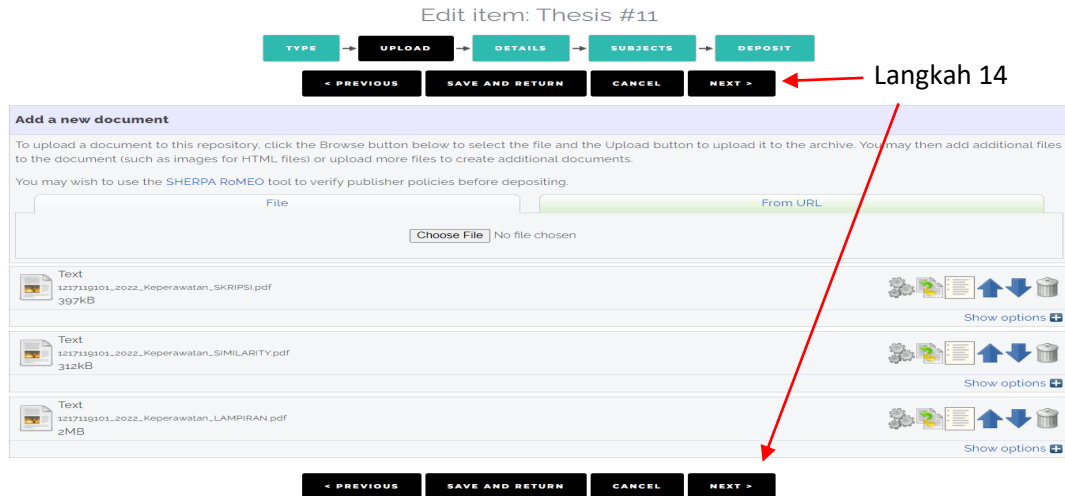 Edit item: Thesis #11
TYPE → UPLOAD → DETAILS → SUBJECTS → DEPOSIT
< PREVIOUS SAVE AND RETURN CANCEL NEXT >
Langkah 14
Add a new document
To upload a document to this repository, click the Browse button below to select the file and the Upload button to upload it to the archive. You may then add additional files
to the document (such as images for HTML files) or upload more files to create additional documents.
You may wish to use the SHERPA RoMEO tool to verify publisher policies before depositing.
File From URL
Choose File No file chosen
Text
1217119101_2022_Keperawatan_SKRIPSI.pdf
397kB
Show options
Text
1217119101_2022_Keperawatan_SIMILARITY.pdf
312kB
Show options
Text
1217119101_2022_Keperawatan_LAMPIRAN.pdf
2MB
Show options
< PREVIOUS SAVE AND RETURN CANCEL NEXT >